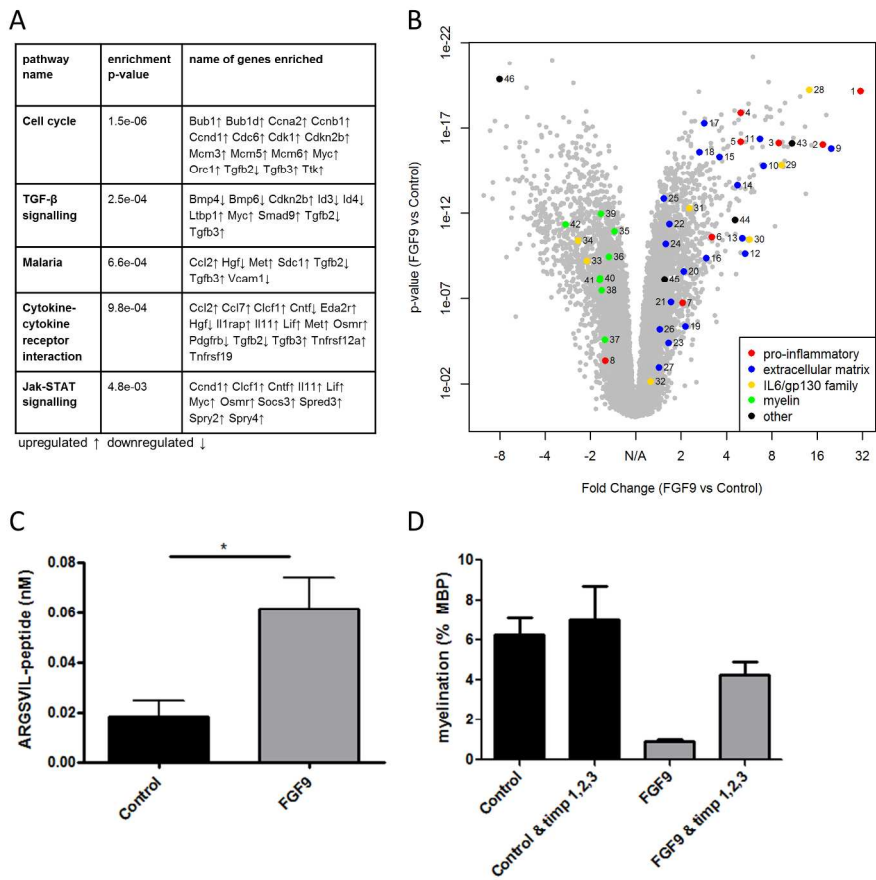 A
pathway name
enrichment p-value
name of genes enriched
Cell cycle
1.5e-06
Bub1↑ Bub1d↑ Ccna2↑ Ccnb1↑
Ccnd1↑ Cdc6↑ Cdk1↑ Cdkn2b↑
Mcm3↑ Mcm5↑ Mcm6↑ Myc↑
Orc1↑ Tgfb2↓ Tgfb3↑ Ttk↑
TGF-β
signalling
2.5e-04
Bmp4↓ Bmp6↓ Cdkn2b↑ Id3↓ Id4↓
Ltbp1↑ Myc↑ Smad9↑ Tgfb2↓
Tgfb3↑
Malaria
6.6e-04
Ccl2↑ Hgf↓ Met↑ Sdc1↑ Tgfb2↓
Tgfb3↑ Vcam1↓
Cytokine-
cytokine
receptor
interaction
9.8e-04
Ccl2↑ Ccl7↑ Clcf1↑ Cntf↓ Eda2r↑
Hgf↓ Il1rap↑ Il11↑ Lif↑ Met↑ Osmr↑
Pdgfrb↓ Tgfb2↓ Tgfb3↑ Tnfrsf12a↑
Tnfrsf19
Jak-STAT
signalling
4.8e-03
Ccnd1↑ Clcf1↑ Cntf↑ Il11↑ Lif↑
Myc↑ Osmr↑ Socs3↑ Spred3↑
Spry2↑ Spry4↑
upregulated ↑ downregulated ↓
B
p-value (FGF9 vs Control)
1e-22
1e-17
1e-12
1e-07
1e-02
46
28
1
4
17
5
11
3
43
2
9
18
15
10
29
14
25
31
39
42
22
44
35
34
24
6
13
30
36
16
12
33
20
41
40
45
38
21
7
19
26
37
23
8
27
32
pro-inflammatory
extracellular matrix
IL6/gp130 family
myelin
other
-8
-4
-2
N/A
2
4
8
16
32
Fold Change (FGF9 vs Control)
C
ARGSVIL-peptide (nM)
0.08
0.06
0.04
0.02
0.00
*
Control
FGF9
D
myelination (% MBP)
10
8
6
4
2
0
Control
Control & timp 1,2,3
FGF9
FGF9 & timp 1,2,3